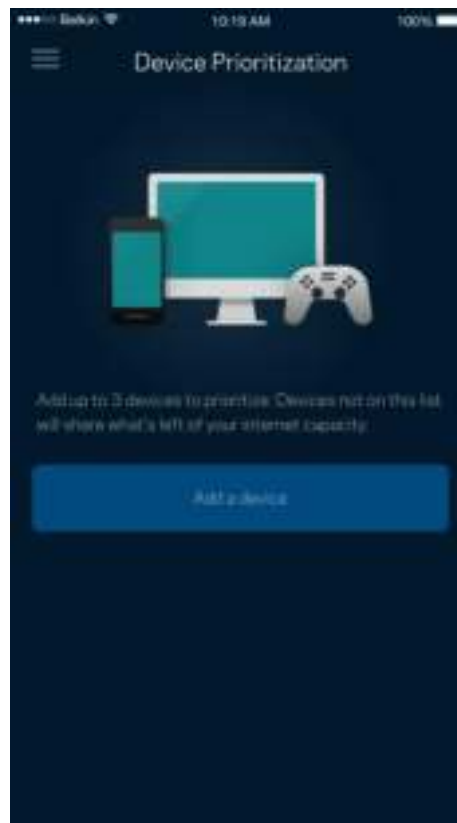 Belkin 10:19 AM 100%
Device Prioritization
Add up to 3 devices to prioritize. Devices not on this list
will share what's left of your internet capacity.
Add a device